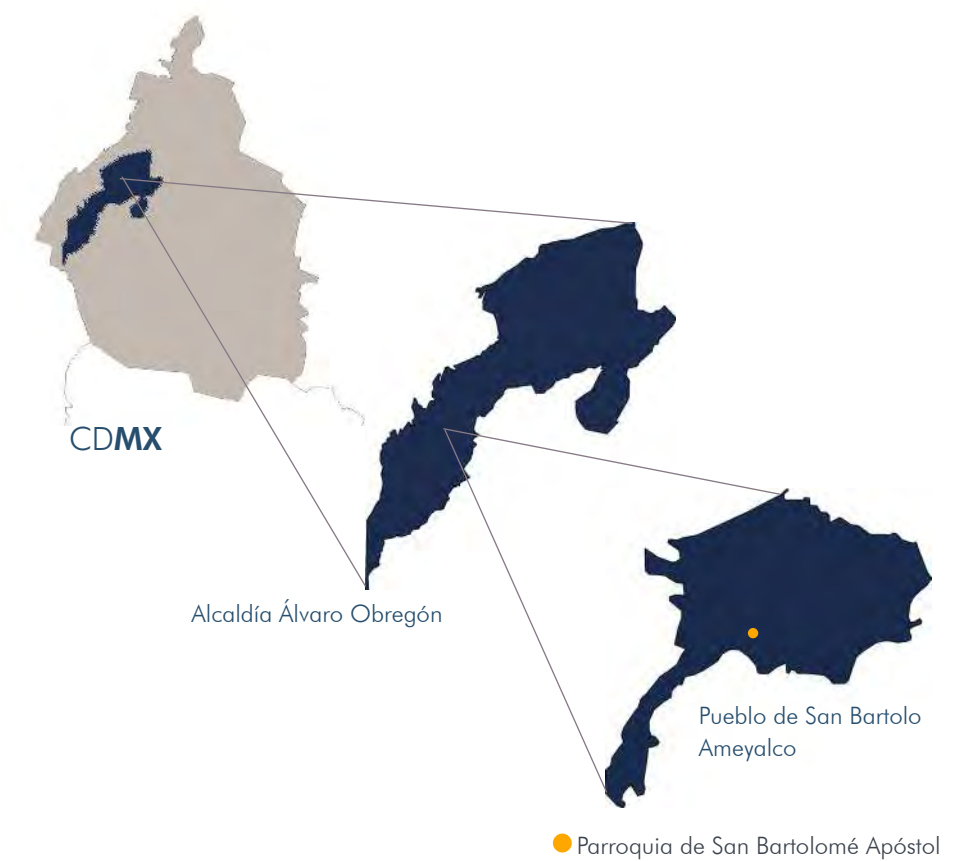 CDMX
Alcaldía Álvaro Obregón
Pueblo de San Bartolo
Ameyalco
Parroquia de San Bartolomé Apóstol